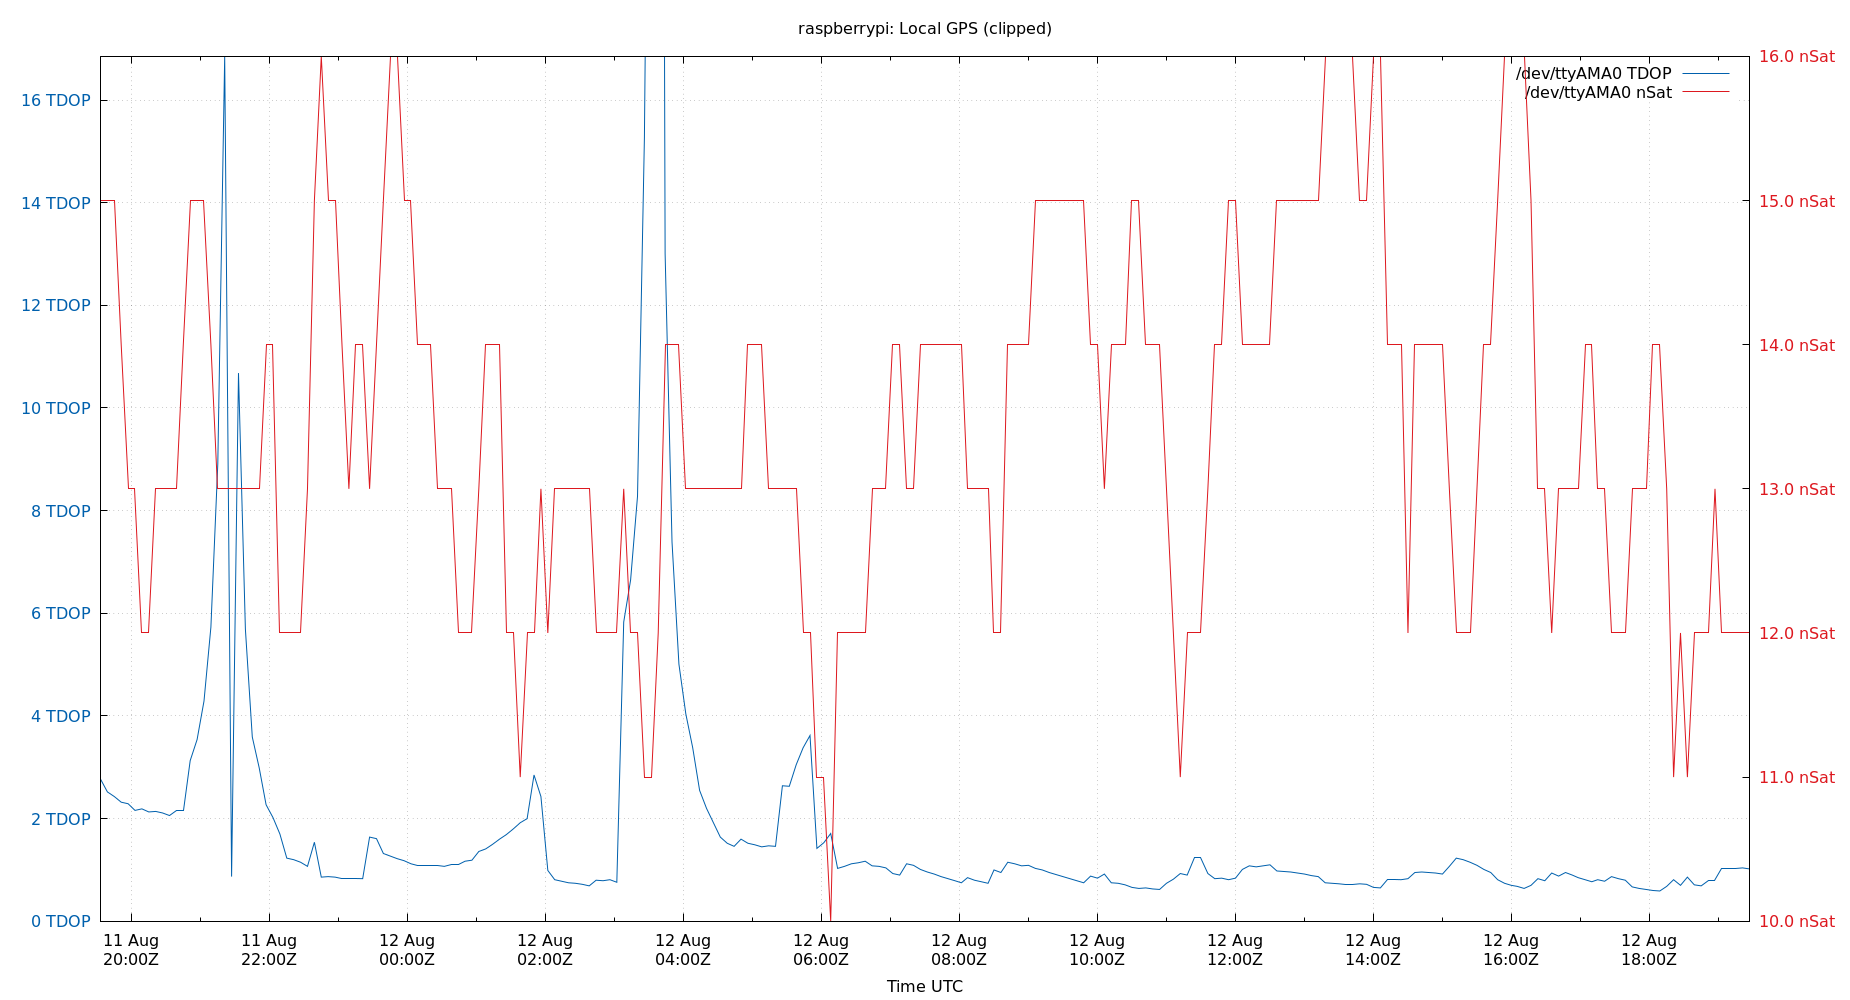 raspberrypi: Local GPS (clipped)
/dev/ttyAMA0 TDOP
/dev/ttyAMA0 nSat
16 TDOP
14 TDOP
12 TDOP
10 TDOP
8 TDOP
6 TDOP
4 TDOP
2 TDOP
0 TDOP
16.0 nSat
15.0 nSat
14.0 nSat
13.0 nSat
12.0 nSat
11.0 nSat
10.0 nSat
11 Aug
20:00Z
11 Aug
22:00Z
12 Aug
00:00Z
12 Aug
02:00Z
12 Aug
04:00Z
12 Aug
06:00Z
12 Aug
08:00Z
12 Aug
10:00Z
12 Aug
12:00Z
12 Aug
14:00Z
12 Aug
16:00Z
12 Aug
18:00Z
Time UTC